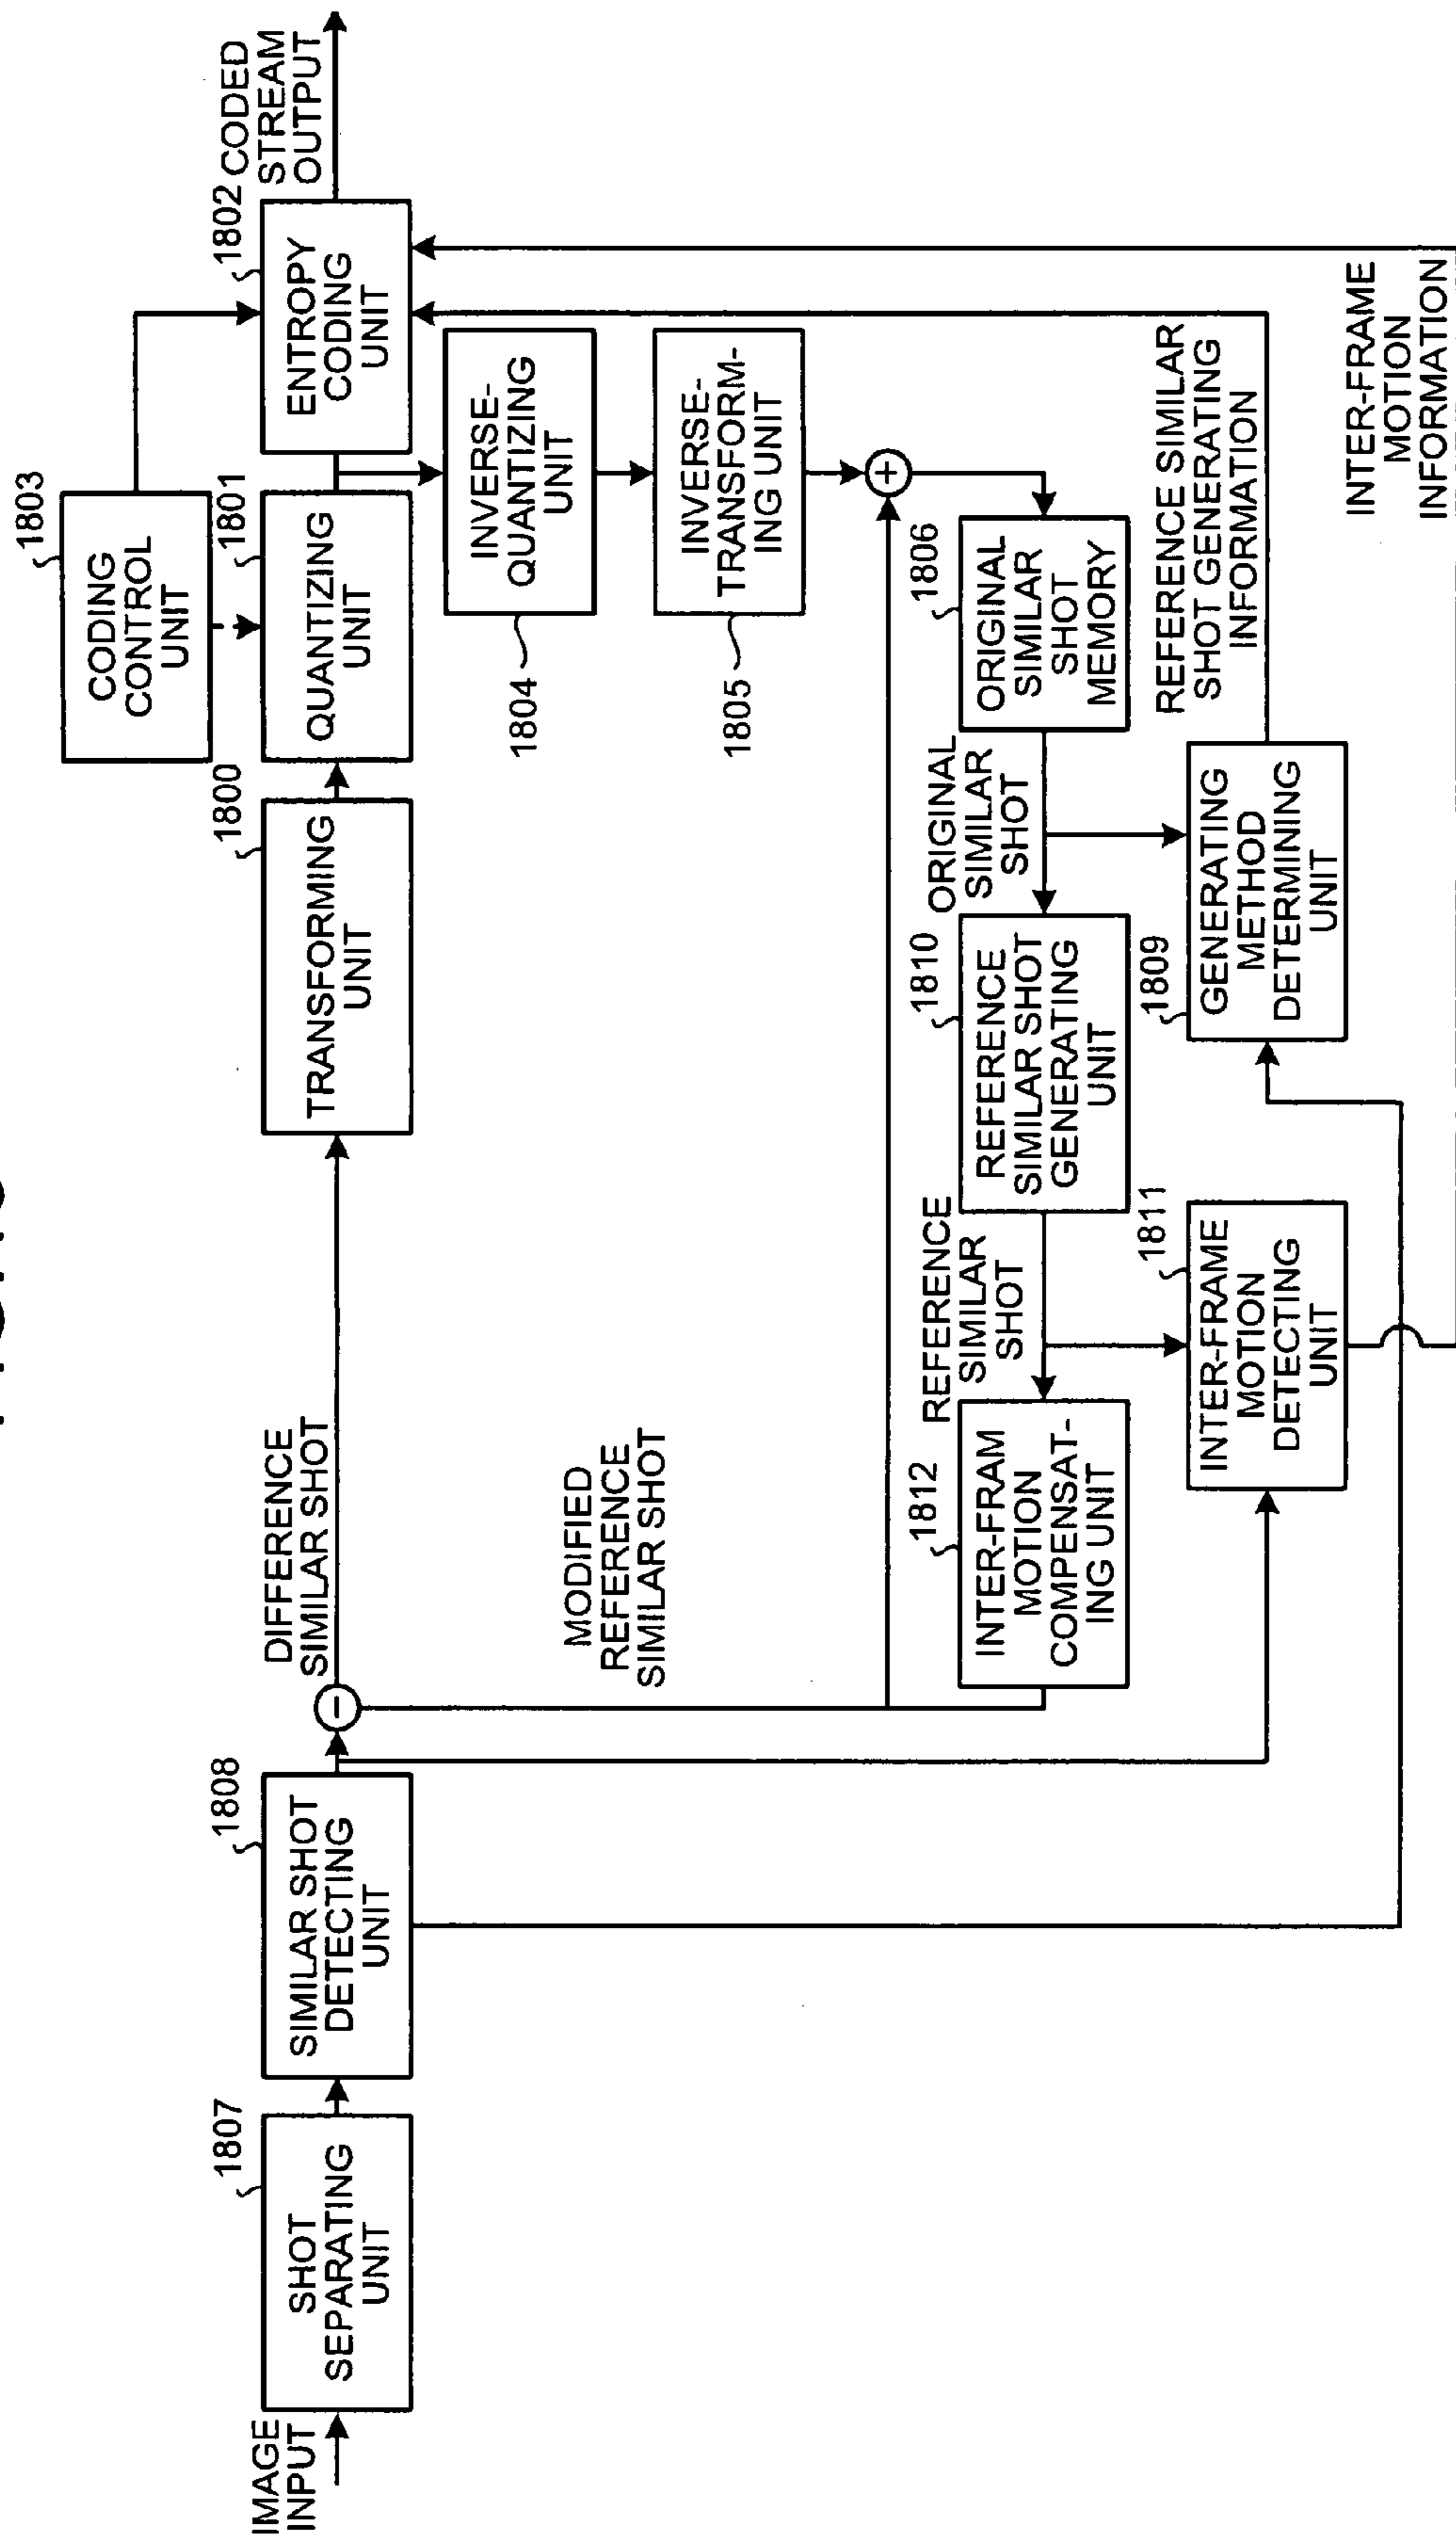 1803
CODING
CONTROL
UNIT
IMAGE
INPUT
1807
SHOT
SEPARATING
UNIT
1808
SIMILAR SHOT
DETECTING
UNIT
DIFFERENCE
SIMILAR SHOT
1800
TRANSFORMING
UNIT
1801
QUANTIZING
UNIT
1802
ENTROPY
CODING
UNIT
CODED
STREAM
OUTPUT
1804
INVERSE-
QUANTIZING
UNIT
1805
INVERSE-
TRANSFORM-
ING UNIT
MODIFIED
REFERENCE
SIMILAR SHOT
−
+
1812
INTER-FRAM
MOTION
COMPENSAT-
ING UNIT
REFERENCE
SIMILAR
SHOT
1810
REFERENCE
SIMILAR SHOT
GENERATING
UNIT
ORIGINAL
SIMILAR
SHOT
1806
ORIGINAL
SIMILAR
SHOT
MEMORY
1811
INTER-FRAME
MOTION
DETECTING
UNIT
1809
GENERATING
METHOD
DETERMINING
UNIT
REFERENCE SIMILAR
SHOT GENERATING
INFORMATION
INTER-FRAME
MOTION
INFORMATION